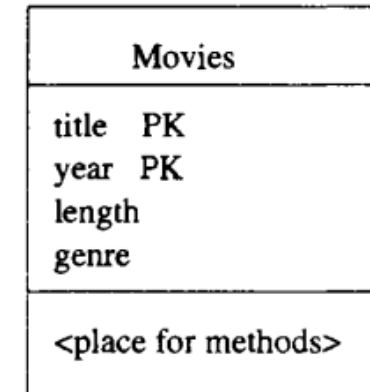 Movies
title PK
year PK
length
genre
<place for methods>